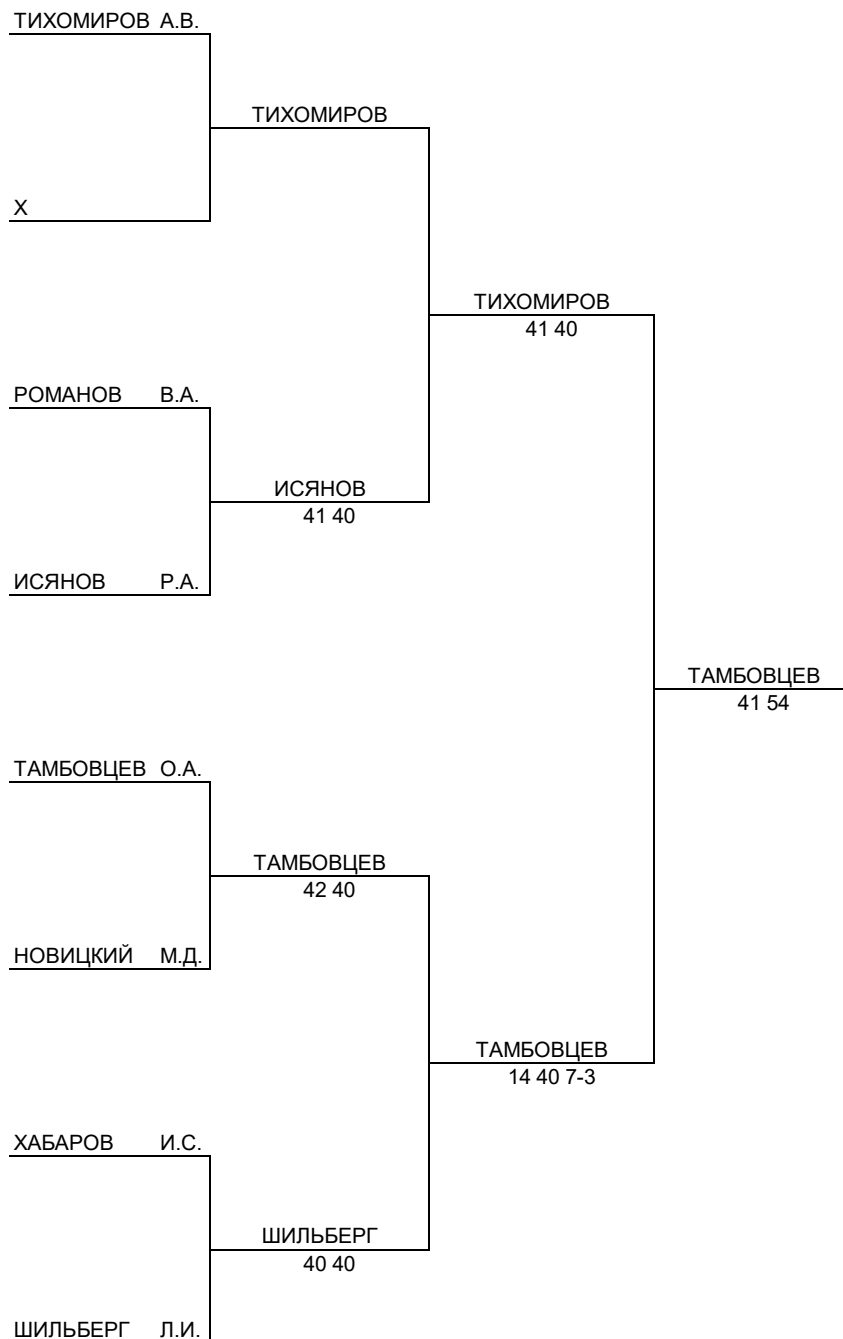 ТИХОМИРОВ А.В.
ТИХОМИРОВ
X
ТИХОМИРОВ
41 40
РОМАНОВ В.А.
ИСЯНОВ
41 40
ИСЯНОВ Р.А.
ТАМБОВЦЕВ
41 54
ТАМБОВЦЕВ О.А.
ТАМБОВЦЕВ
42 40
НОВИЦКИЙ М.Д.
ТАМБОВЦЕВ
14 40 7-3
ХАБАРОВ И.С.
ШИЛЬБЕРГ
40 40
ШИЛЬБЕРГ Л.И.